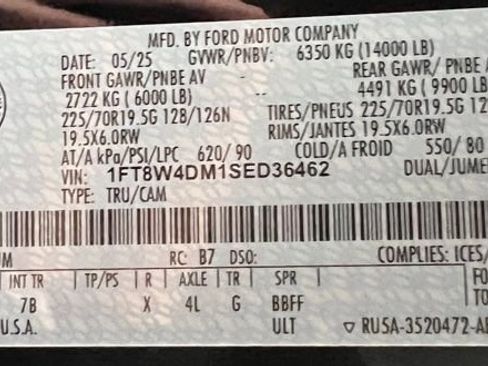 MFD. BY FORD MOTOR COMPANY
DATE: 05/25 GVWR/PNBV: 6350 KG (14000 LB)
FRONT GAWR/PNBE AV REAR GAWR/ PNBE A
2722 KG ( 6000 LB) 4491 KG ( 9900 LB
225/70R19.5G 128/126N TIRES/PNEUS 225/70R19.5G
19.5X6.0RW RIMS/JANTES 19.5X6.0RW
AT/A kPa/PSI/LPC 620/ 90 COLD/A FROID 550/ 80
VIN: 1FT8W4DM1SED36462 DUAL/JUME
TYPE: TRU/CAM
UM RC: B7 DSO: COMPLIES: ICES/
INT TR TP/PS R AXLE TR SPR FO
7B X 4L G BBFF TO
U.S.A. ULT ▽ RU5A-3520472-A